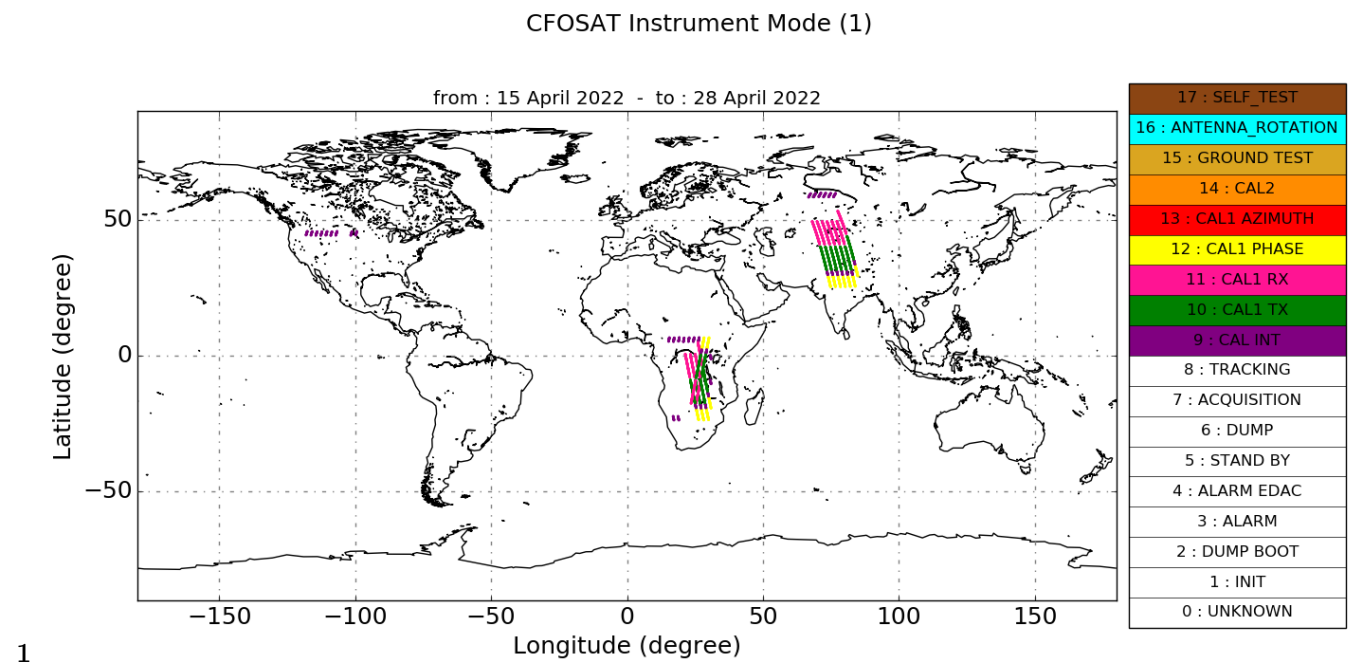 CFOSAT Instrument Mode (1)
from : 15 April 2022 - to : 28 April 2022
17 : SELF_TEST
16 : ANTENNA_ROTATION
15 : GROUND TEST
14 : CAL2
13 : CAL1 AZIMUTH
12 : CAL1 PHASE
11 : CAL1 RX
10 : CAL1 TX
9 : CAL INT
8 : TRACKING
7 : ACQUISITION
6 : DUMP
5 : STAND BY
4 : ALARM EDAC
3 : ALARM
2 : DUMP BOOT
1 : INIT
0 : UNKNOWN
Latitude (degree)
50
0
−50
−150 −100 −50 0 50 100 150
Longitude (degree)
1